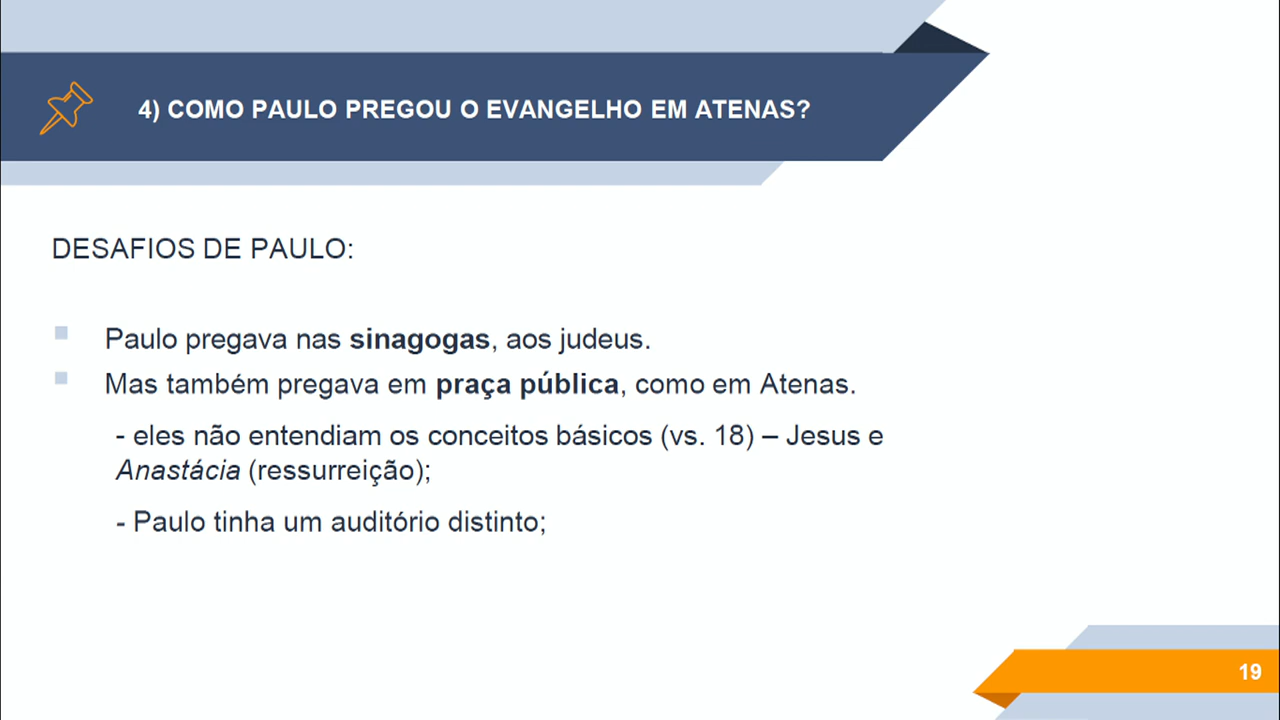 4) COMO PAULO PREGOU O EVANGELHO EM ATENAS?
DESAFIOS DE PAULO:
Paulo pregava nas sinagogas, aos judeus.
Mas também pregava em praça pública, como em Atenas.
- eles não entendiam os conceitos básicos (vs. 18) – Jesus e
Anastácia (ressurreição);
- Paulo tinha um auditório distinto;
19